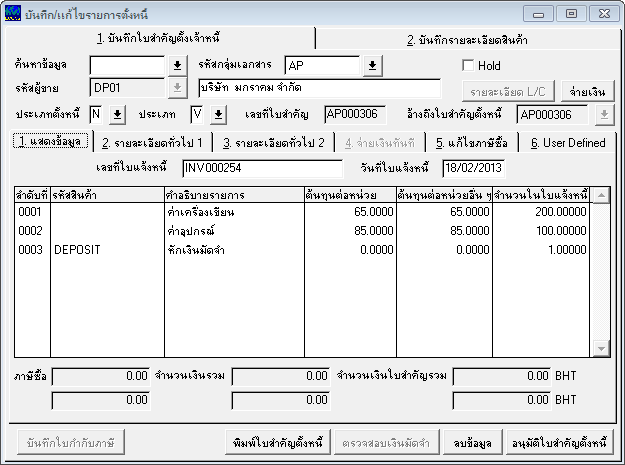 บันทึก/แก้ไขรายการตั้งหนี้
1. บันทึกใบสำคัญตั้งเจ้าหนี้ 2. บันทึกรายละเอียดสินค้า
ค้นหาข้อมูล รหัสกลุ่มเอกสาร AP Hold
รหัสผู้ขาย DP01 บริษัท มกราคม จำกัด รายละเอียด L/C จ่ายเงิน
ประเภทตั้งหนี้ N ประเภท V เลขที่ใบสำคัญ AP000306 อ้างถึงใบสำคัญตั้งหนี้ AP000306
1. แสดงข้อมูล 2. รายละเอียดทั่วไป 1 3. รายละเอียดทั่วไป 2 4. จ่ายเงินทันที 5. แก้ไขภาษีซื้อ 6. User Defined
เลขที่ใบแจ้งหนี้ INV000254 วันที่ใบแจ้งหนี้ 18/02/2013
ลำดับที่ รหัสสินค้า คำอธิบายรายการ ต้นทุนต่อหน่วย ต้นทุนต่อหน่วยอื่น ๆ จำนวนในใบแจ้งหนี้
0001 ค่าเครื่องเขียน 65.0000 65.0000 200.00000
0002 ค่าอุปกรณ์ 85.0000 85.0000 100.00000
0003 DEPOSIT หักเงินมัดจำ 0.0000 0.0000 1.00000
ภาษีซื้อ 0.00 จำนวนเงินรวม 0.00 จำนวนเงินใบสำคัญรวม 0.00 BHT
0.00 0.00 0.00 BHT
บันทึกใบกำกับภาษี พิมพ์ใบสำคัญตั้งหนี้ ตรวจสอบเงินมัดจำ ลบข้อมูล อนุมัติใบสำคัญตั้งหนี้